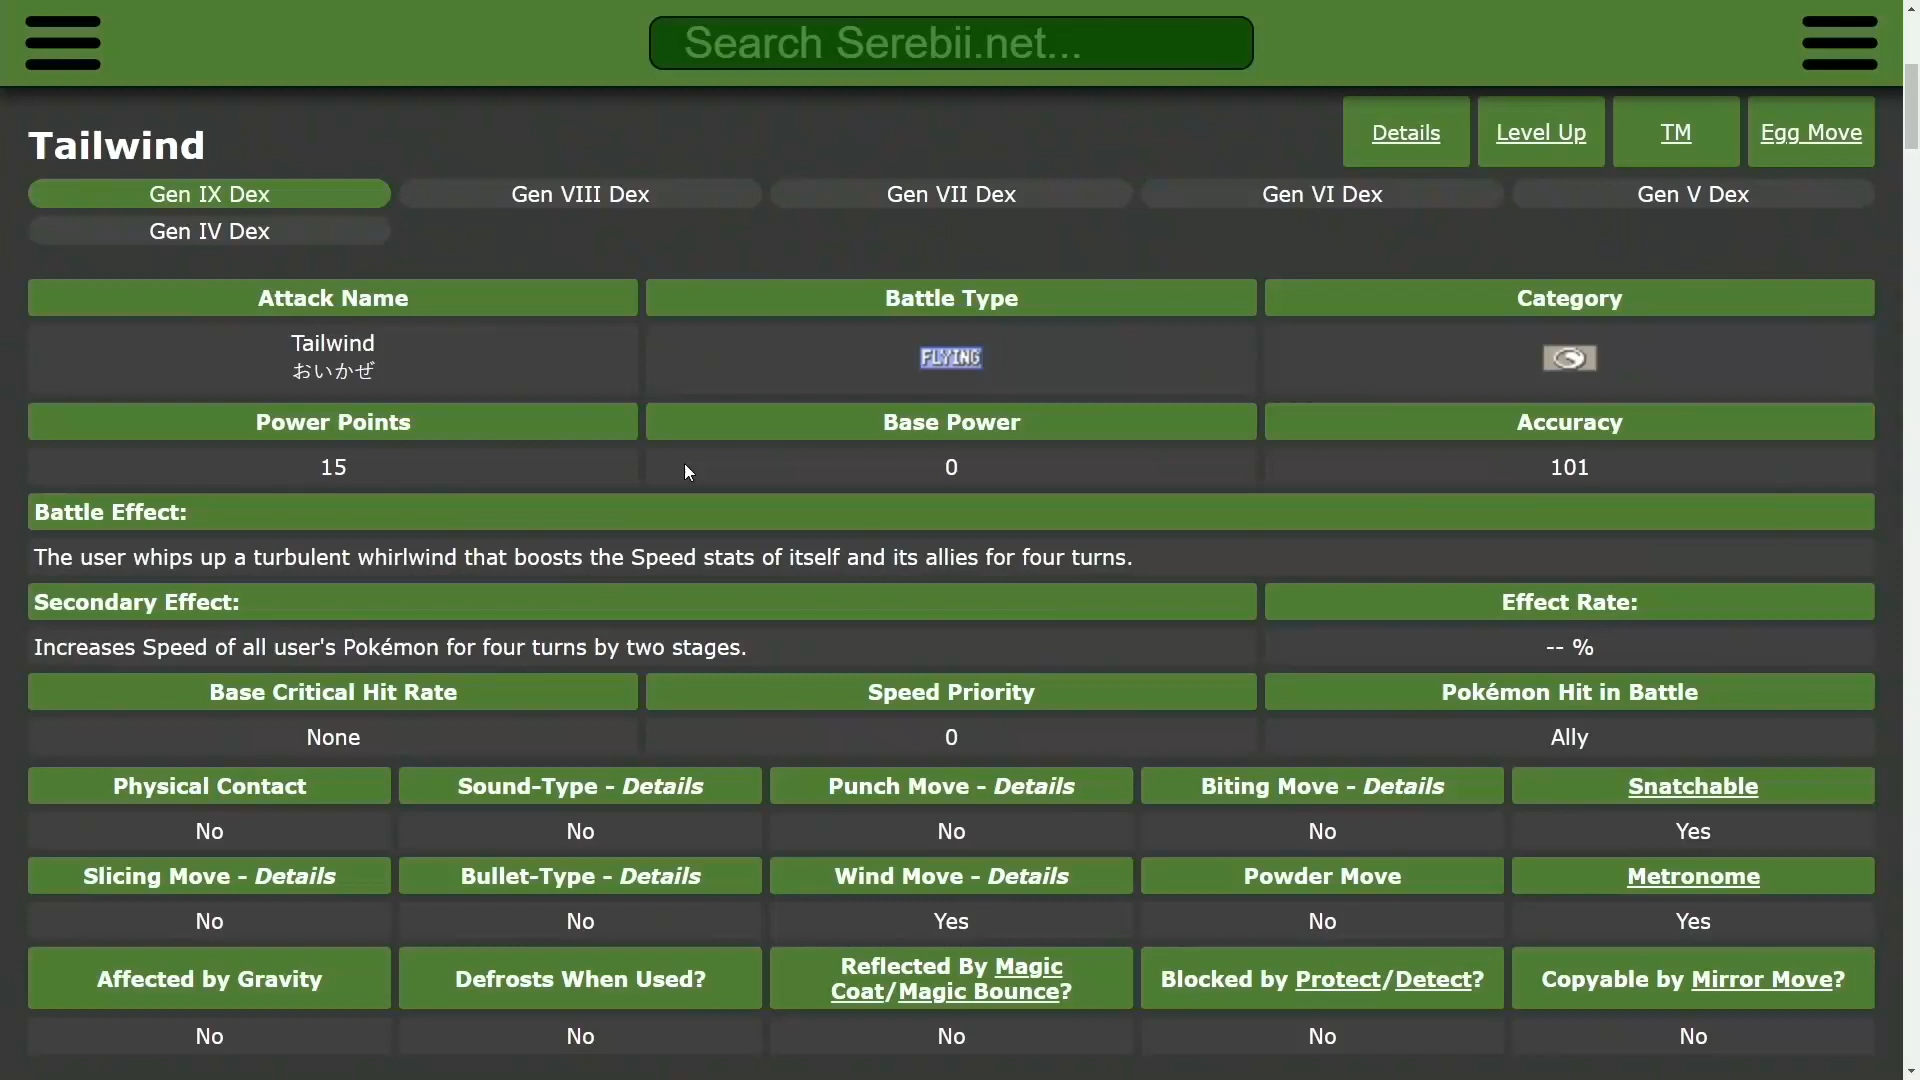 Search Serebii.net...
Tailwind
Details
Level Up
TM
Egg Move
Gen IX Dex
Gen VIII Dex
Gen VII Dex
Gen VI Dex
Gen V Dex
Gen IV Dex
Attack Name
Battle Type
Category
Tailwind
おいかぜ
FLYING
Power Points
Base Power
Accuracy
15
0
101
Battle Effect:
The user whips up a turbulent whirlwind that boosts the Speed stats of itself and its allies for four turns.
Secondary Effect:
Effect Rate:
Increases Speed of all user's Pokémon for four turns by two stages.
-- %
Base Critical Hit Rate
Speed Priority
Pokémon Hit in Battle
None
0
Ally
Physical Contact
Sound-Type - Details
Punch Move - Details
Biting Move - Details
Snatchable
No
No
No
No
Yes
Slicing Move - Details
Bullet-Type - Details
Wind Move - Details
Powder Move
Metronome
No
No
Yes
No
Yes
Affected by Gravity
Defrosts When Used?
Reflected By Magic
Coat/Magic Bounce?
Blocked by Protect/Detect?
Copyable by Mirror Move?
No
No
No
No
No